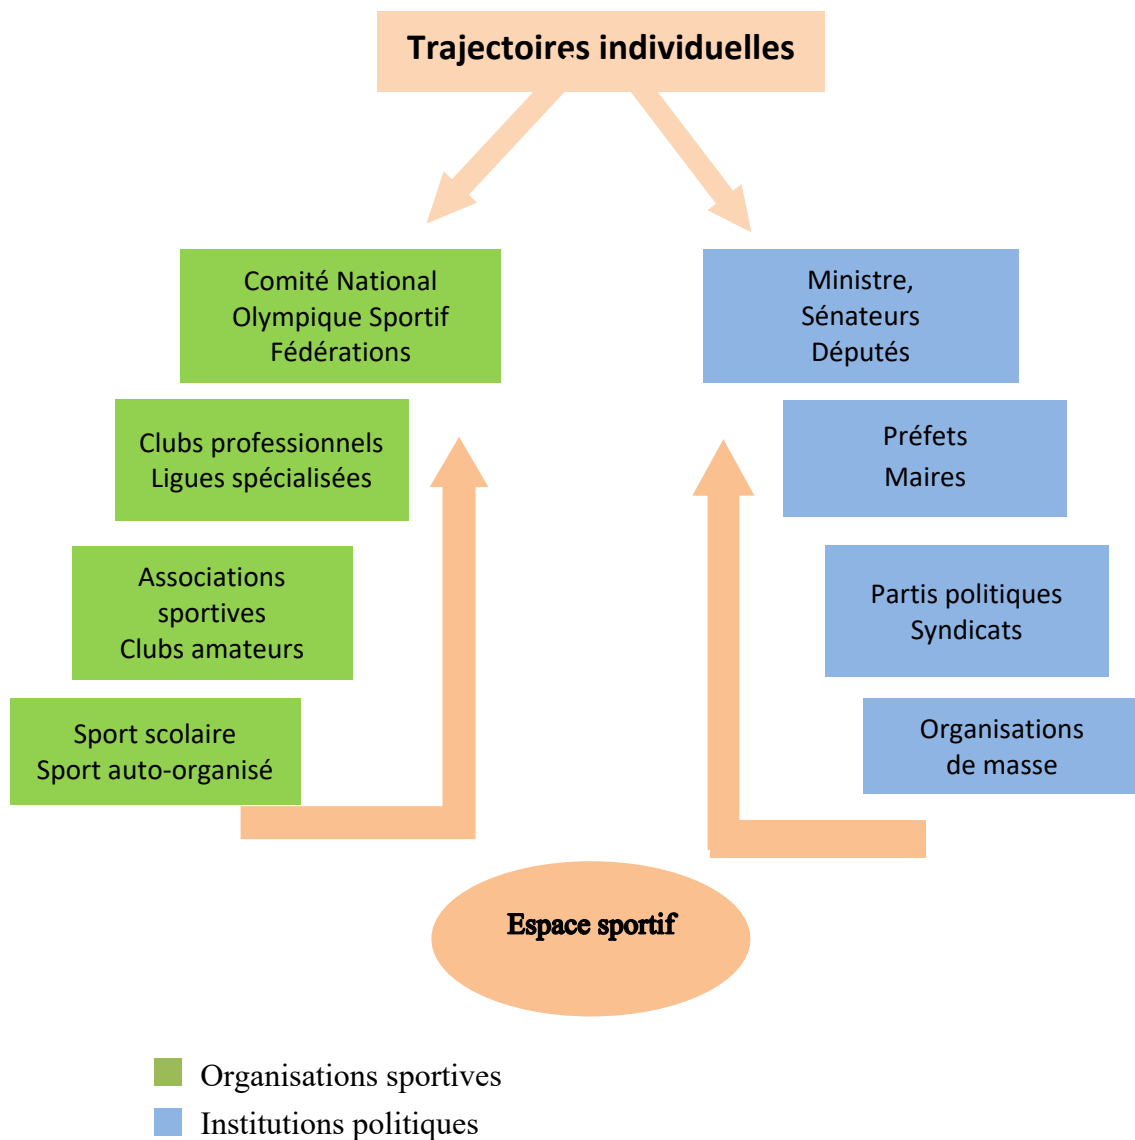 Trajectoires individuelles
Comité National
Olympique Sportif
Fédérations
Clubs professionnels
Ligues spécialisées
Associations
sportives
Clubs amateurs
Sport scolaire
Sport auto-organisé
Ministre,
Sénateurs
Députés
Préfets
Maires
Partis politiques
Syndicats
Organisations
de masse
Espace sportif
Organisations sportives
Institutions politiques